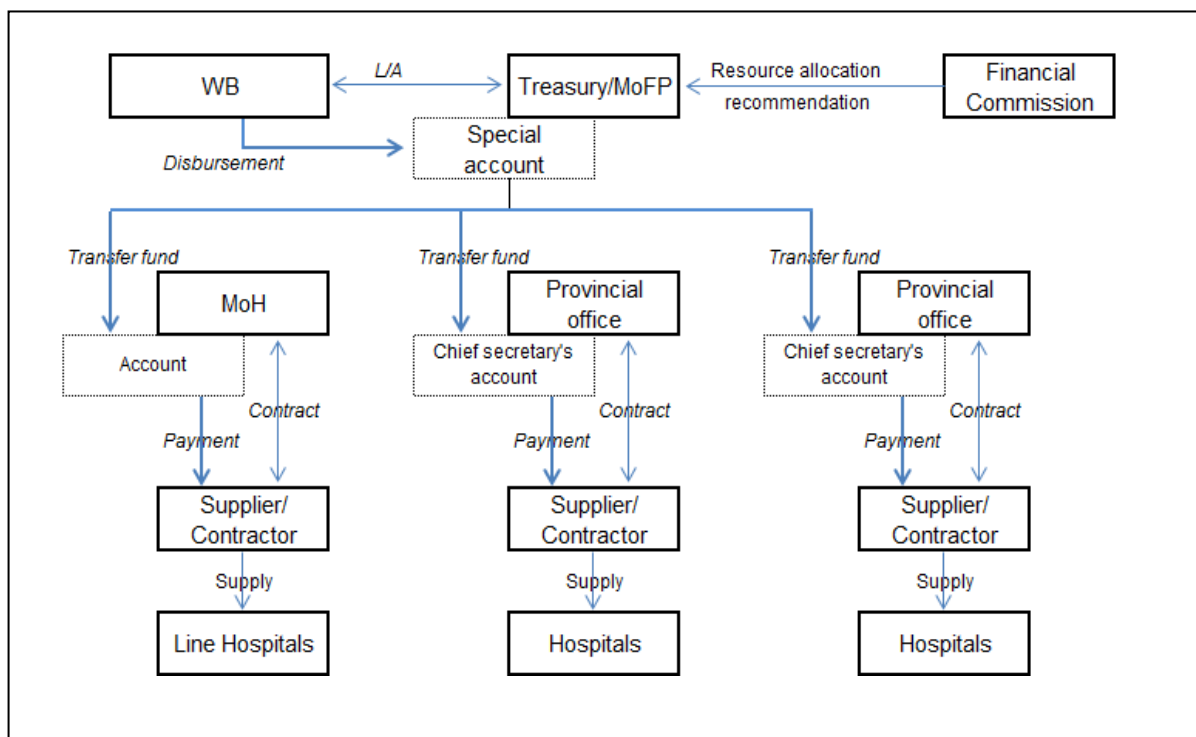 WB
L/A
Treasury/MoFP
Resource allocation
recommendation
Financial
Commission
Special
account
Disbursement
Transfer fund
Transfer fund
Transfer fund
MoH
Provincial
office
Provincial
office
Account
Chief secretary's
account
Chief secretary's
account
Contract
Contract
Contract
Payment
Payment
Payment
Supplier/
Contractor
Supplier/
Contractor
Supplier/
Contractor
Supply
Supply
Supply
Line Hospitals
Hospitals
Hospitals